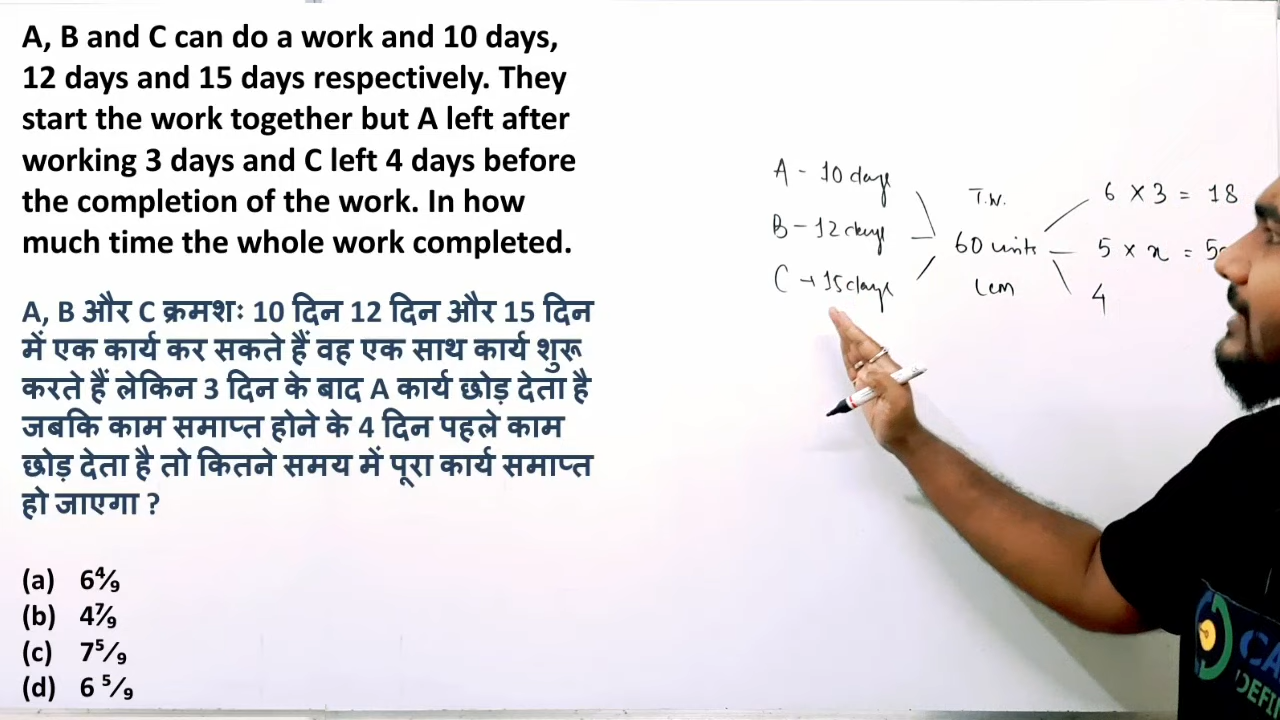 A, B and C can do a work and 10 days,
12 days and 15 days respectively. They
start the work together but A left after
working 3 days and C left 4 days before
the completion of the work. In how
much time the whole work completed.
A, B और C क्रमशः 10 दिन 12 दिन और 15 दिन
में एक कार्य कर सकते हैं वह एक साथ कार्य शुरू
करते हैं लेकिन 3 दिन के बाद A कार्य छोड़ देता है
जबकि काम समाप्त होने के 4 दिन पहले काम
छोड़ देता है तो कितने समय में पूरा कार्य समाप्त
हो जाएगा ?
(a) 6⁴⁄₉
(b) 4⁷⁄₉
(c) 7⁵⁄₉
(d) 6 ⁵⁄₉
A - 10 days
B - 12 days
C → 15 days
T.W.
60 units
Lcm
6 × 3 = 18
5 × x =
4